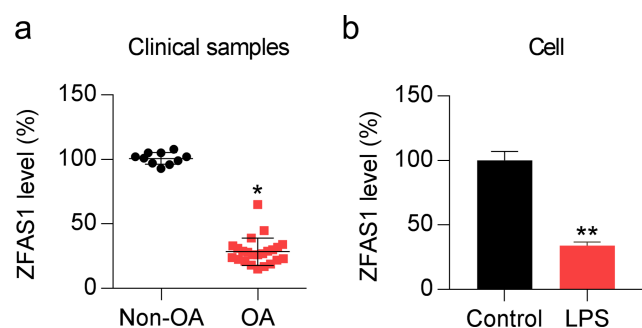 a
Clinical samples
ZFAS1 level (%)
150
100
50
0
*
Non-OA
OA
b
Cell
ZFAS1 level (%)
150
100
50
0
**
Control
LPS